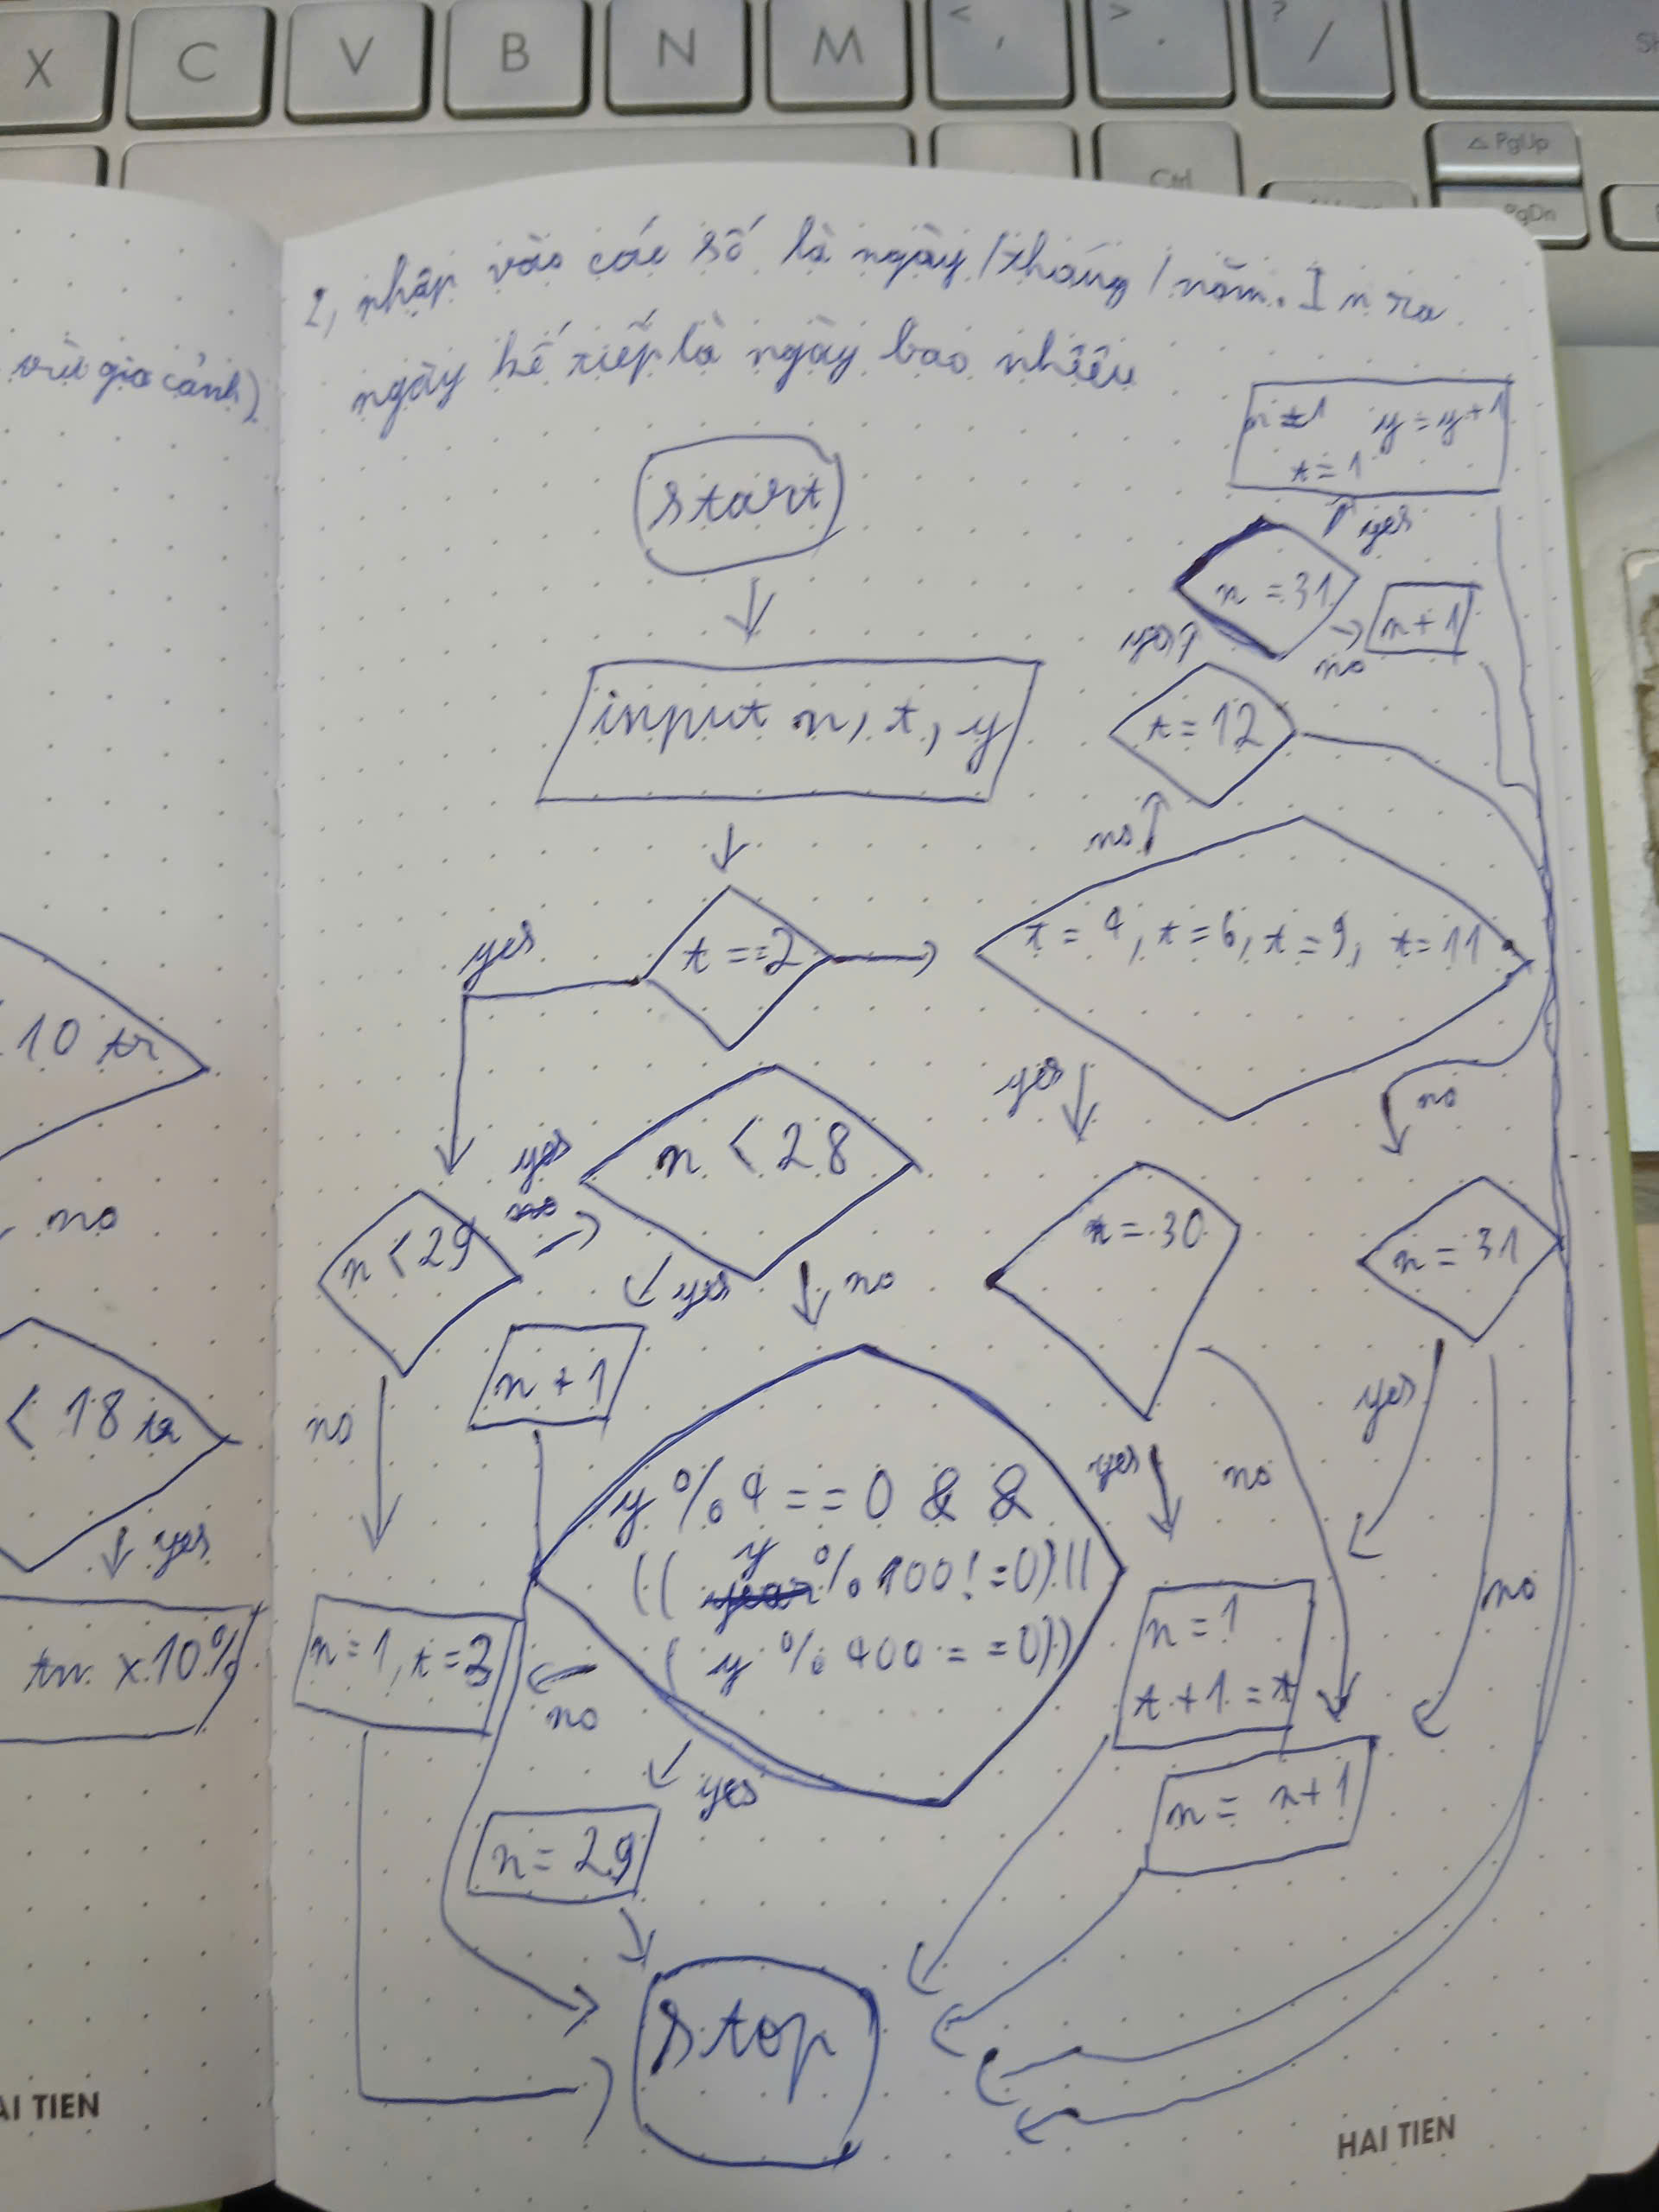 X C V B N M < , > . ? /
PgUp
Ctrl
PgDn
2, nhập vào các số là ngày / tháng / năm. In ra
ngày kế tiếp là ngày bao nhiêu
cảnh)
start
n = 1 y = y + 1
t = 1
↑ yes
n = 31
→ n + 1
no
yes ↑
input n, t, y
t = 12
no ↑
yes
t == 2
t = 4, t = 6, t = 9, t = 11
10 tr
yes
no
n < 28
yes
n < 29
no
n = 30
n = 31
yes
no
n + 1
no
yes
yes
no
< 18 tr
yes
y % 4 == 0 &&
(( y % 100 != 0) ||
( y % 400 == 0))
no
n = 1
t + 1 = t
n = 1, t = 3
no
x 10%
yes
n = n + 1
n = 29
stop
AI TIEN
HAI TIEN